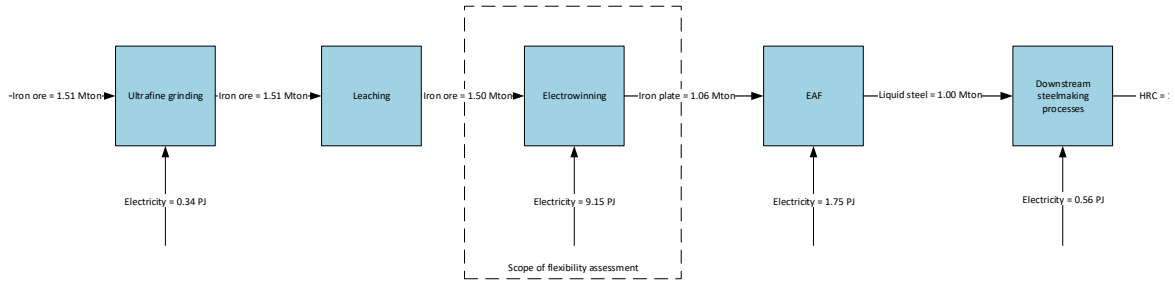 Iron ore = 1.51 Mton
Ultrafine grinding
Iron ore = 1.51 Mton
Leaching
Iron ore = 1.50 Mton
Electrowinning
Iron plate = 1.06 Mton
EAF
Liquid steel = 1.00 Mton
Downstream
steelmaking
processes
HRC = 1
Electricity = 0.34 PJ
Electricity = 9.15 PJ
Electricity = 1.75 PJ
Electricity = 0.56 PJ
Scope of flexibility assessment